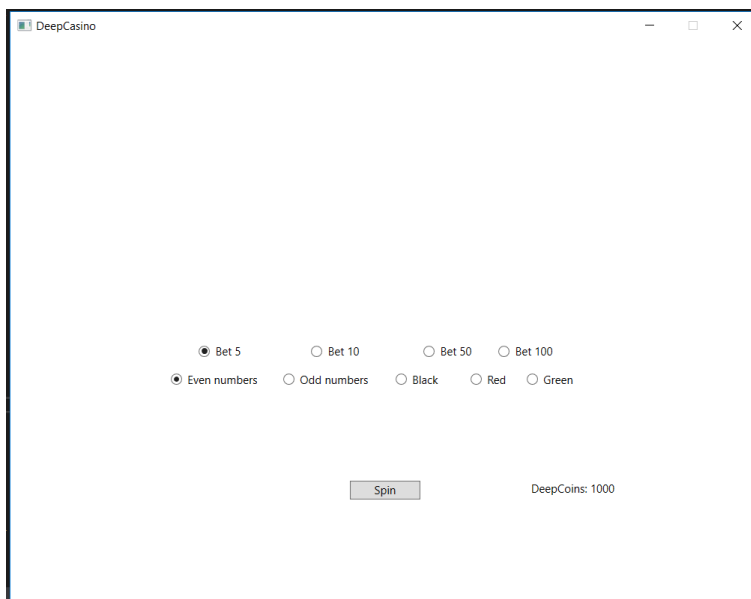 DeepCasino
Bet 5 Bet 10 Bet 50 Bet 100
Even numbers Odd numbers Black Red Green
Spin DeepCoins: 1000